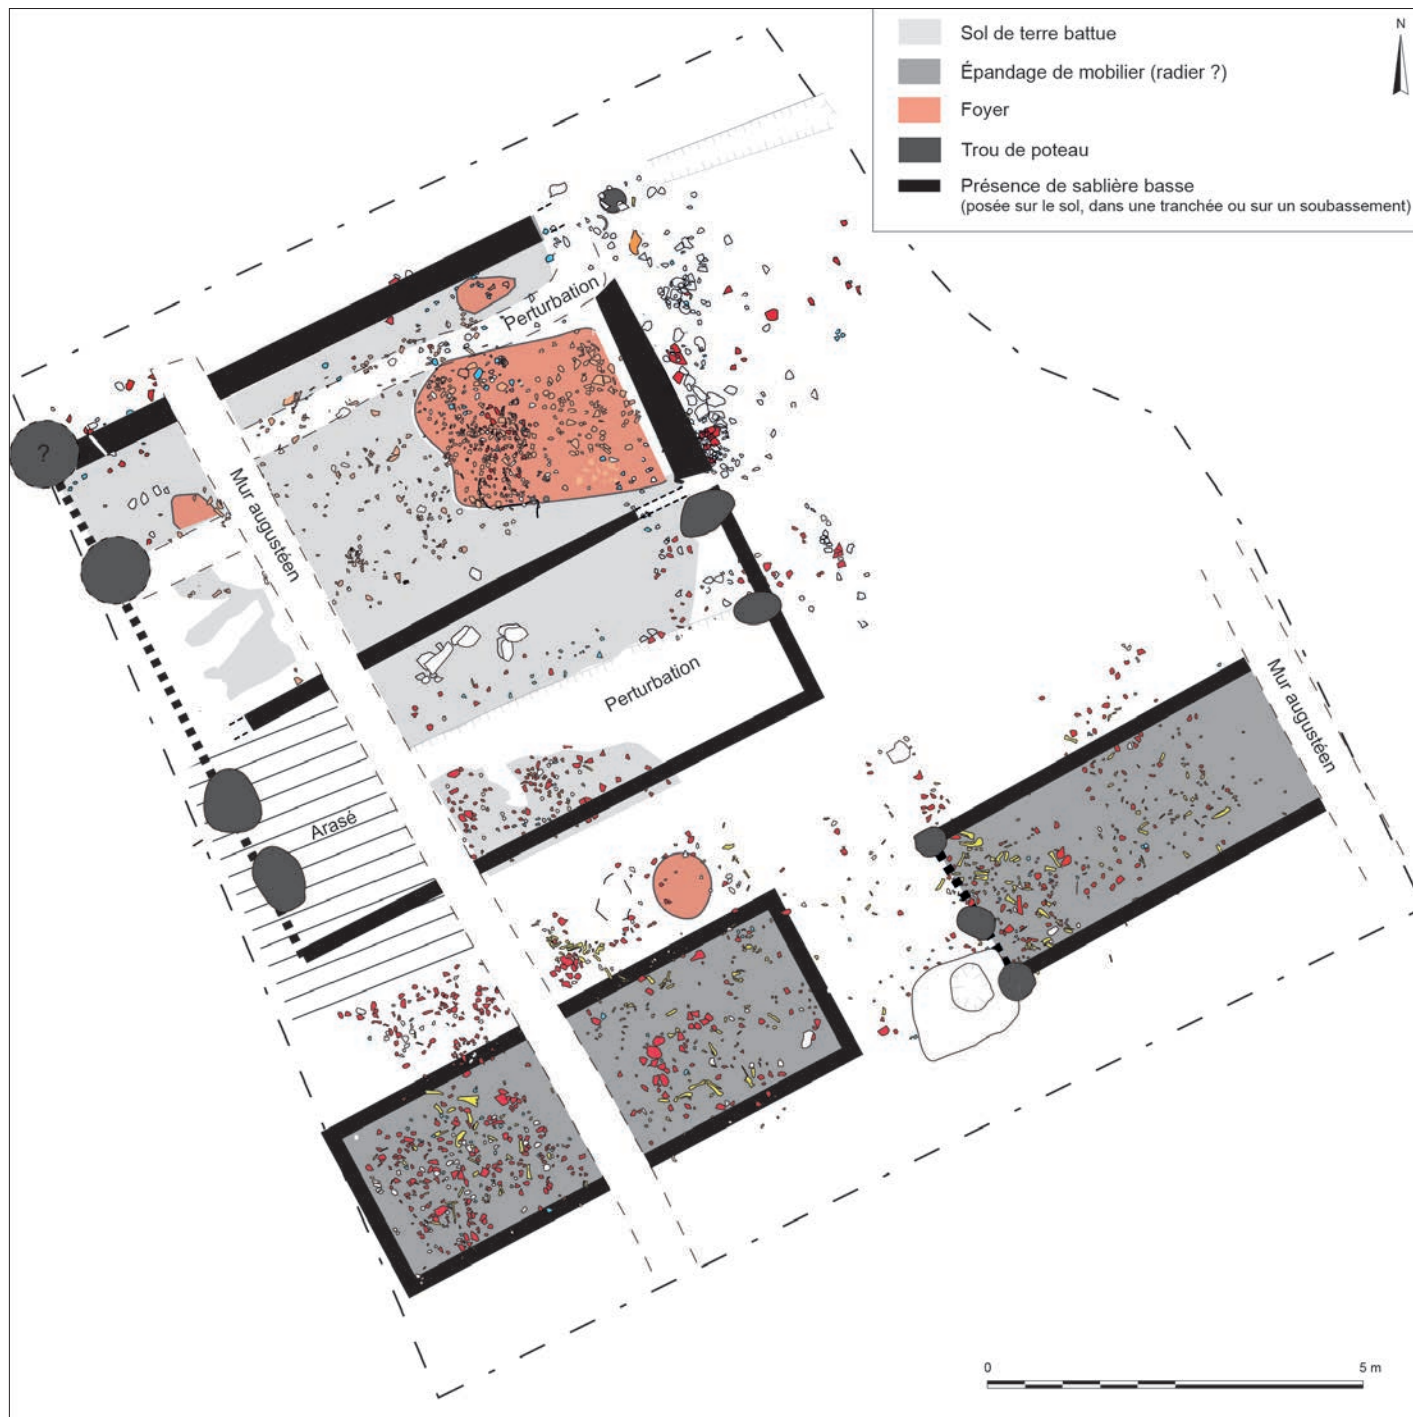 N
Sol de terre battue
Épandage de mobilier (radier ?)
Foyer
Trou de poteau
Présence de sablière basse
(posée sur le sol, dans une tranchée ou sur un soubassement)
Perturbation
?
Mur augustéen
Perturbation
Mur augustéen
Arasé
0 5 m